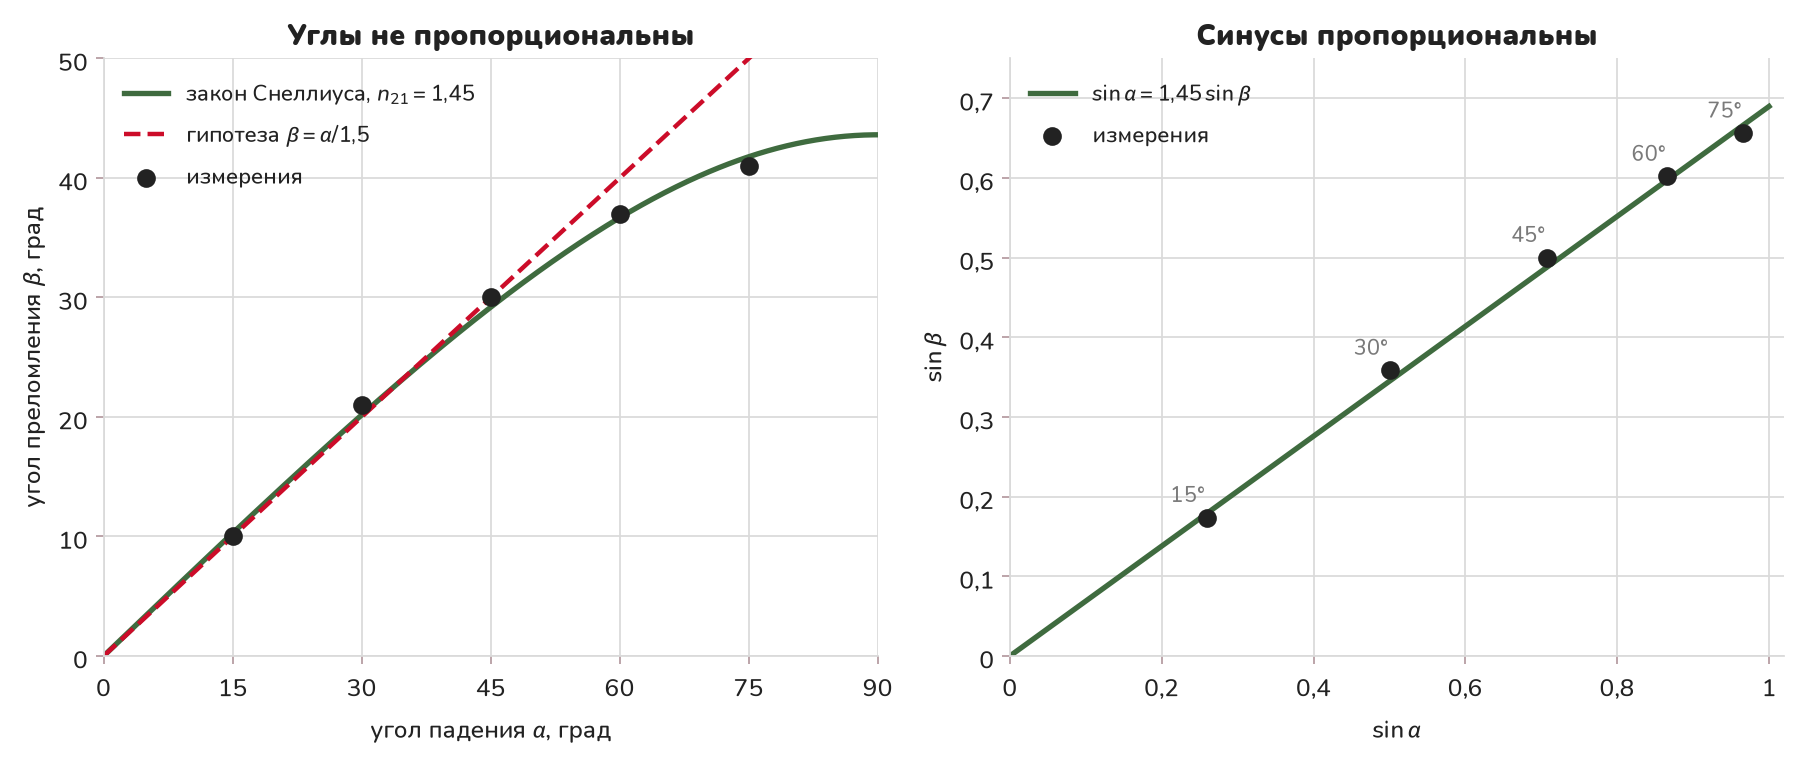 Углы не пропорциональны
закон Снеллиуса, n₂₁ = 1,45
гипотеза β = α/1,5
измерения
50
40
30
20
10
0
0 15 30 45 60 75 90
угол преломления β, град
угол падения α, град
Синусы пропорциональны
sin α = 1,45 sin β
измерения
0,7
0,6
0,5
0,4
0,3
0,2
0,1
0
75°
60°
45°
30°
15°
0 0,2 0,4 0,6 0,8 1
sin β
sin α